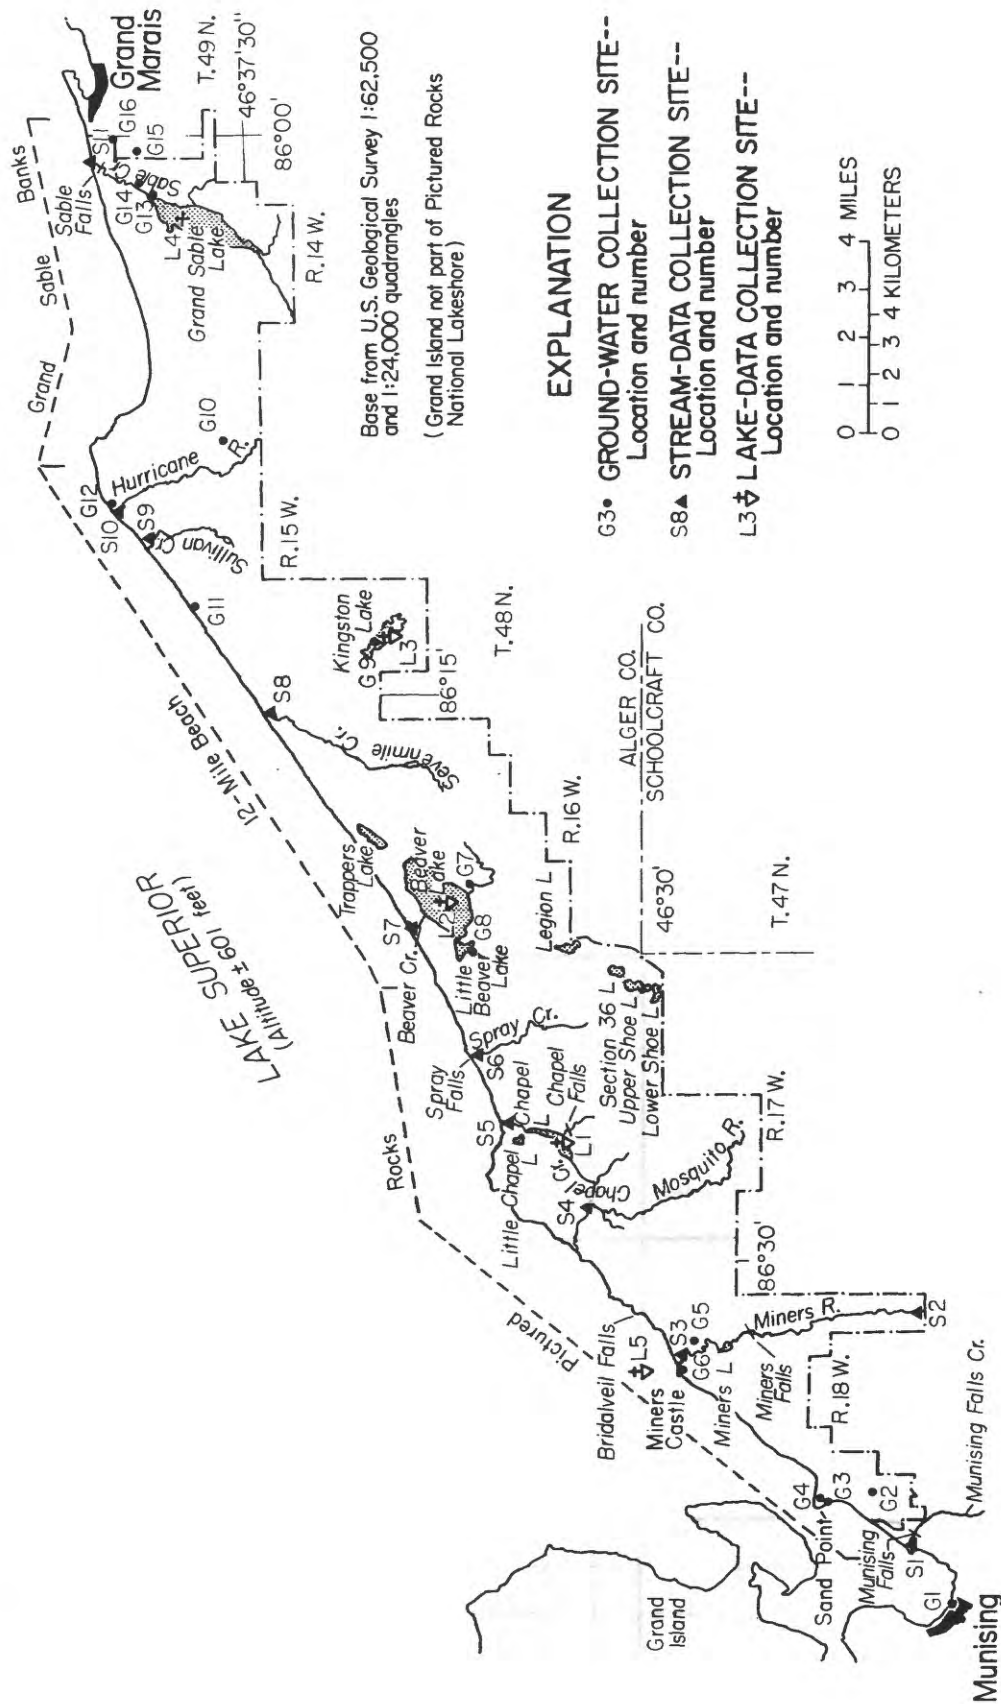 Grand
Marais
T.49 N.
46°37'30"
86°00'
G16
G15
S11
Sable Cr.
G14
G13
Sable
Falls
L4
Grand Sable
Lake
R.14 W.
Banks
Sable
Grand
Base from U.S. Geological Survey 1:62,500
and 1:24,000 quadrangles
(Grand Island not part of Pictured Rocks
National Lakeshore)
G10
Hurricane R.
G12
S10
S9
Sullivan Cr.
R.15 W.
G11
Kingston
Lake
G9
L3
86°15'
T.48 N.
S8
Sevenmile Cr.
12-Mile Beach
LAKE SUPERIOR
(Altitude ± 601 feet)
Trappers
Lake
Beaver
Lake
L2
G7
G8
S7
Beaver Cr.
Little
Beaver
Lake
Legion L
R.16 W.
ALGER CO.
SCHOOLCRAFT CO.
46°30'
T.47 N.
Spray Cr.
S6
Spray
Falls
Section 36 L
Upper Shoe L
Lower Shoe L
S5
Chapel L
Chapel
Falls
L1
Little Chapel L
Chapel Cr.
S4
Mosquito R.
R.17 W.
Rocks
Pictured
86°30'
Bridalveil Falls
L5
Miners
Castle
S3
G5
G6
Miners L
Miners R.
Miners
Falls
S2
R.18 W.
Munising Falls Cr.
G4
G3
G2
Sand Point
Munising
Falls
S1
G1
Grand
Island
Munising
EXPLANATION
G3 GROUND-WATER COLLECTION SITE--
Location and number
S8 STREAM-DATA COLLECTION SITE--
Location and number
L3 LAKE-DATA COLLECTION SITE--
Location and number
0 1 2 3 4 MILES
0 1 2 3 4 KILOMETERS